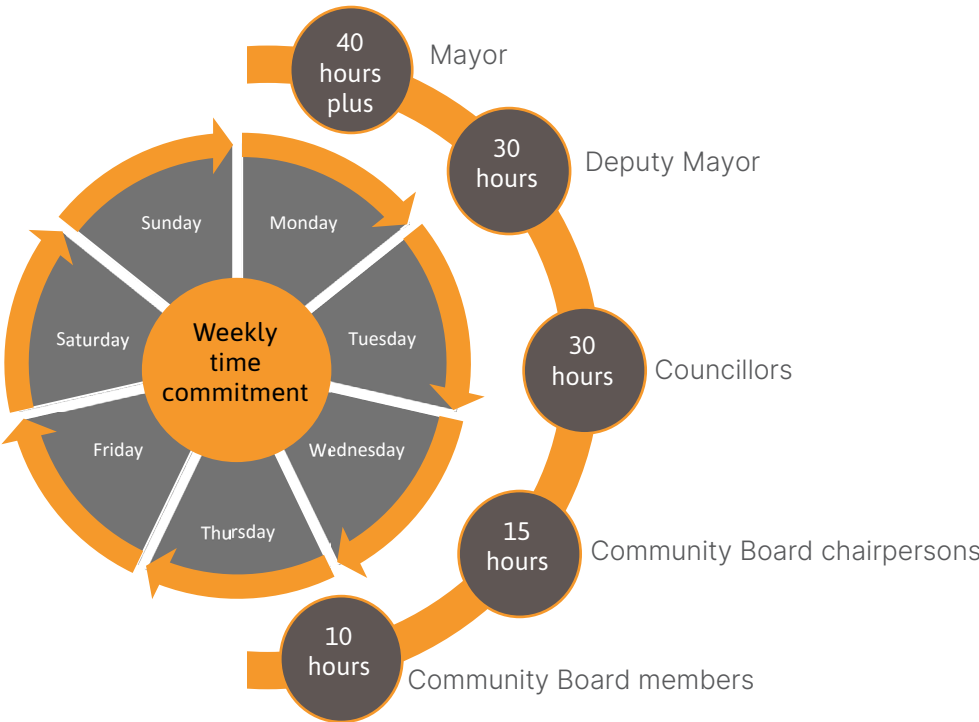 40
hours
plus
Mayor
30
hours
Deputy Mayor
30
hours
Councillors
15
hours
Community Board chairpersons
10
hours
Community Board members
Weekly
time
commitment
Monday
Tuesday
Wednesday
Thursday
Friday
Saturday
Sunday